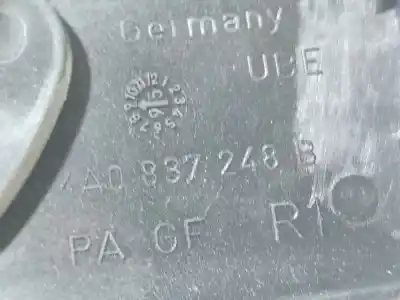 Germany
UBE
4A0 837 248 B
PA GF R1